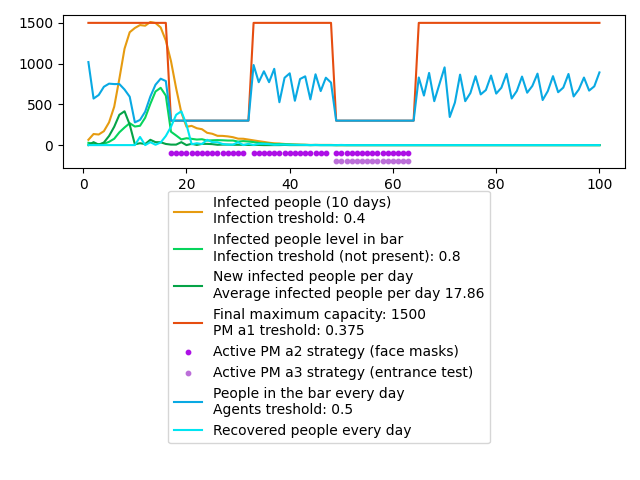 1500
1000
500
0
0
20
40
60
80
100
Infected people (10 days)
Infection treshold: 0.4
Infected people level in bar
Infection treshold (not present): 0.8
New infected people per day
Average infected people per day 17.86
Final maximum capacity: 1500
PM a1 treshold: 0.375
Active PM a2 strategy (face masks)
Active PM a3 strategy (entrance test)
People in the bar every day
Agents treshold: 0.5
Recovered people every day